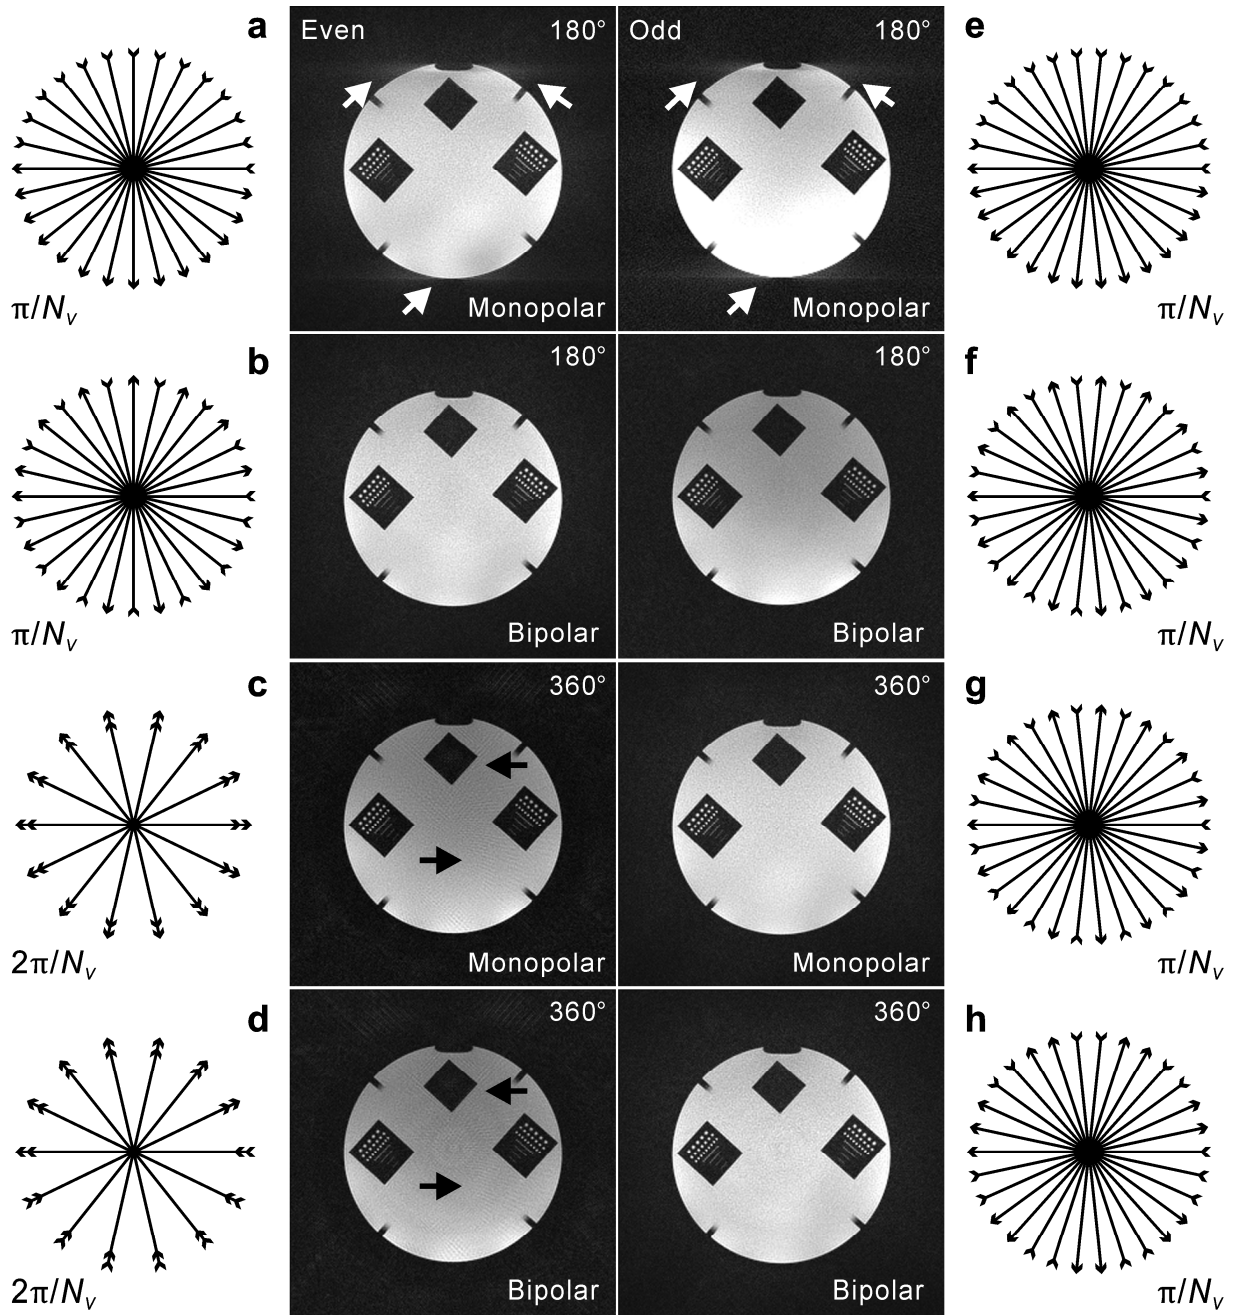 a Even 180° Odd 180° e
Monopolar Monopolar
π/Nv π/Nv
b 180° 180° f
Bipolar Bipolar
π/Nv π/Nv
c 360° 360° g
Monopolar Monopolar
2π/Nv π/Nv
d 360° 360° h
Bipolar Bipolar
2π/Nv π/Nv